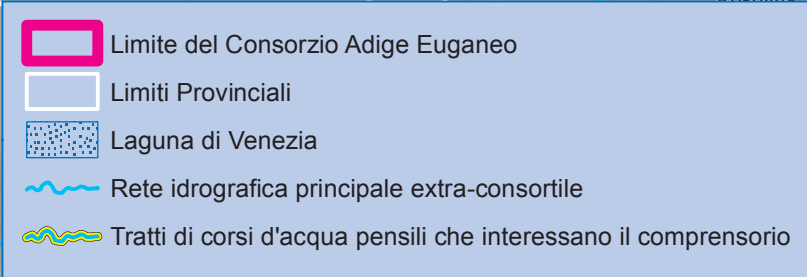 Limite del Consorzio Adige Euganeo
Limiti Provinciali
Laguna di Venezia
Rete idrografica principale extra-consortile
Tratti di corsi d'acqua pensili che interessano il comprensorio